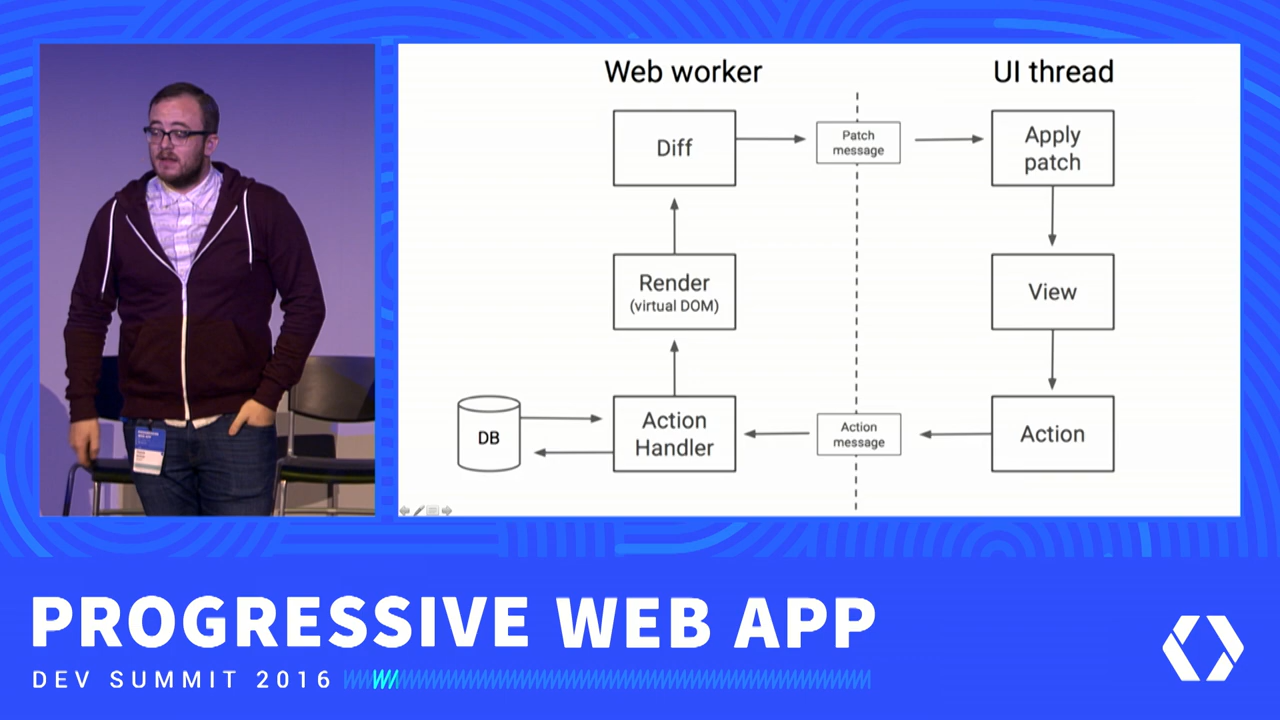 Web worker
UI thread
Diff
Patch
message
Apply
patch
Render
(virtual DOM)
View
DB
Action
Handler
Action
message
Action
PROGRESSIVE WEB APP
DEV SUMMIT 2016